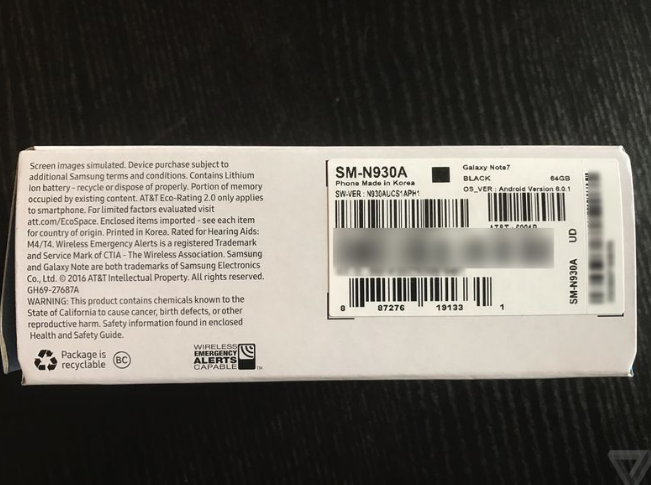 Screen images simulated. Device purchase subject to
additional Samsung terms and conditions. Contains Lithium
Ion battery - recycle or dispose of properly. Portion of memory
occupied by existing content. AT&T Eco-Rating 2.0 only applies
to smartphone. For limited factors evaluated visit
att.com/EcoSpace. Enclosed items imported - see each item
for country of origin. Printed in Korea. Rated for Hearing Aids:
M4/T4. Wireless Emergency Alerts is a registered Trademark
and Service Mark of CTIA - The Wireless Association. Samsung
and Galaxy Note are both trademarks of Samsung Electronics
Co., Ltd. © 2016 AT&T Intellectual Property. All rights reserved.
GH69-27687A
WARNING: This product contains chemicals known to the
State of California to cause cancer, birth defects, or other
reproductive harm. Safety information found in enclosed
Health and Safety Guide.
Package is
recyclable
BC
WIRELESS
EMERGENCY
ALERTS
CAPABLE
TM
SM-N930A
Phone Made in Korea
SW-VER : N930AUCS1APH1
Galaxy Note7
BLACK 64GB
OS_VER : Android Version 6.0.1
8 87276 19133 1
SM-N930A UD